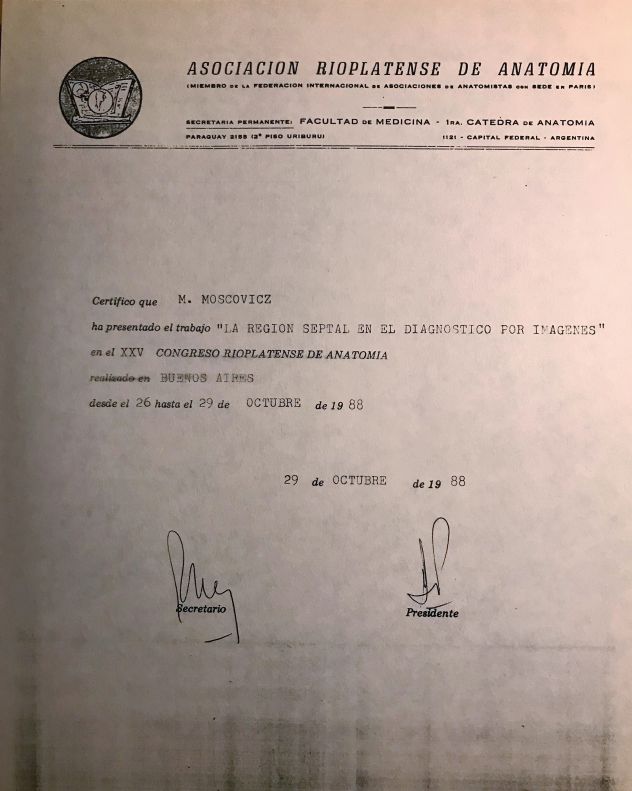 ASOCIACION RIOPLATENSE DE ANATOMIA
(MIEMBRO DE LA FEDERACION INTERNACIONAL DE ASOCIACIONES DE ANATOMISTAS CON SEDE EN PARIS)
SECRETARIA PERMANENTE: FACULTAD DE MEDICINA - 1RA. CATEDRA DE ANATOMIA
PARAGUAY 2155 (2º PISO URIBURU) 1121 - CAPITAL FEDERAL - ARGENTINA
Certifico que M. MOSCOVICZ
ha presentado el trabajo "LA REGION SEPTAL EN EL DIAGNOSTICO POR IMAGENES"
en el XXV CONGRESO RIOPLATENSE DE ANATOMIA
realizado en BUENOS AIRES
desde el 26 hasta el 29 de OCTUBRE de 19 88
29 de OCTUBRE de 19 88
Secretario Presidente